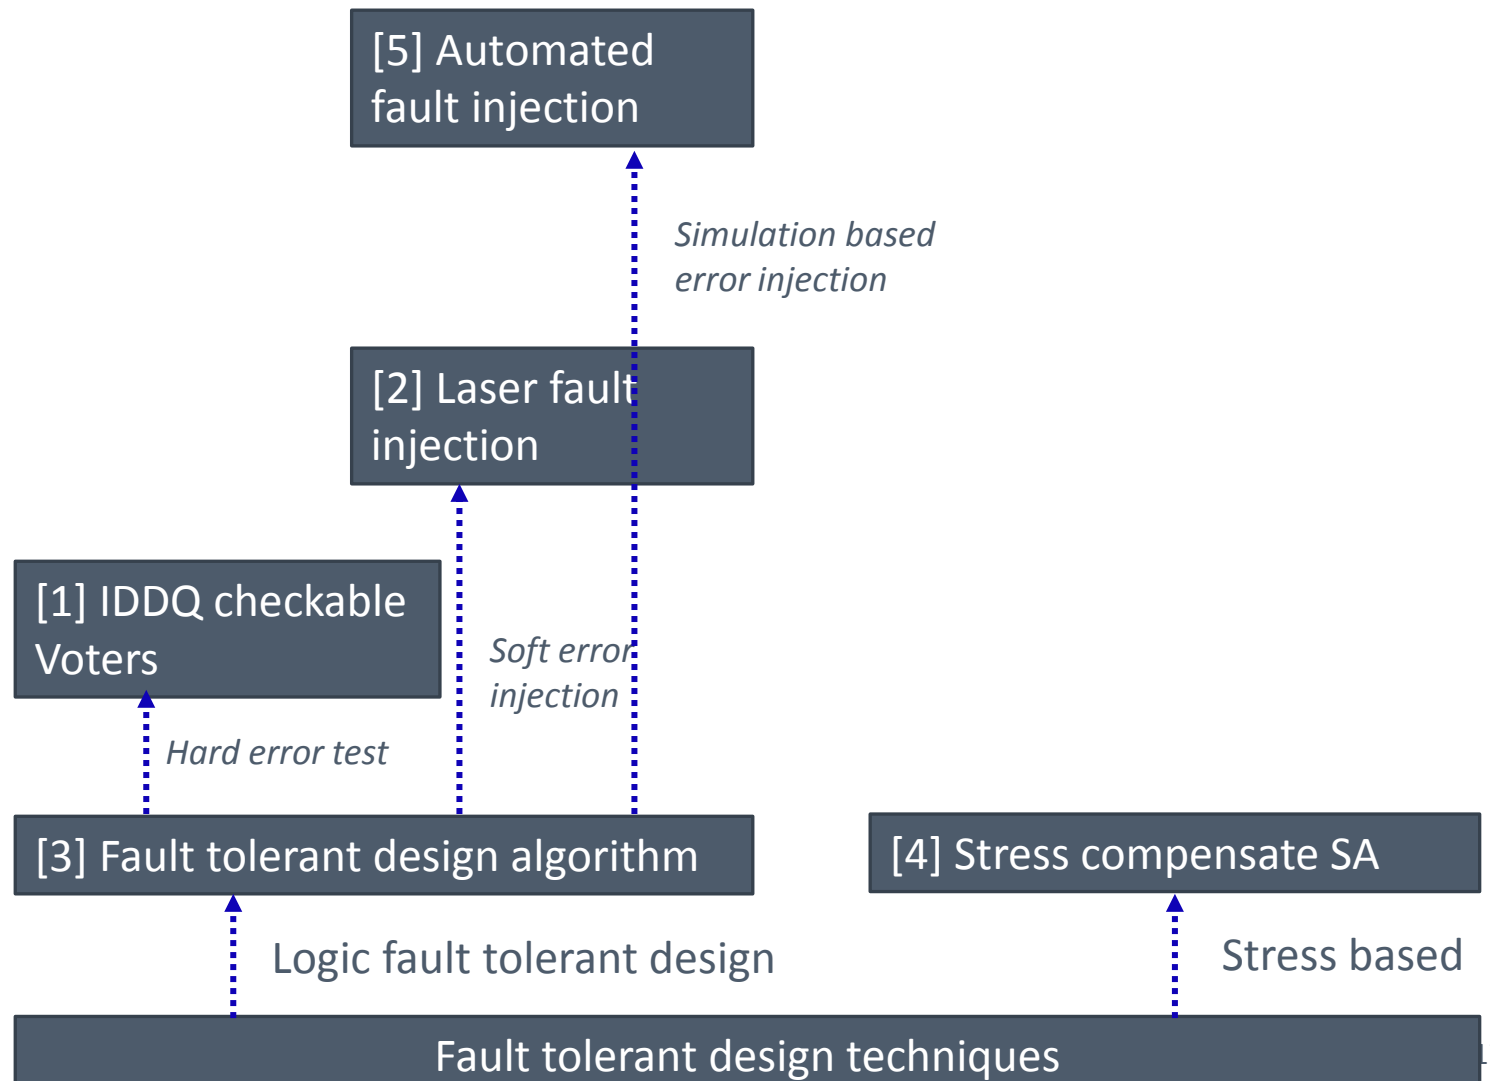 [5] Automated
fault injection
Simulation based
error injection
[2] Laser fault
injection
[1] IDDQ checkable
Voters
Soft error
injection
Hard error test
[3] Fault tolerant design algorithm
[4] Stress compensate SA
Logic fault tolerant design
Stress based
Fault tolerant design techniques